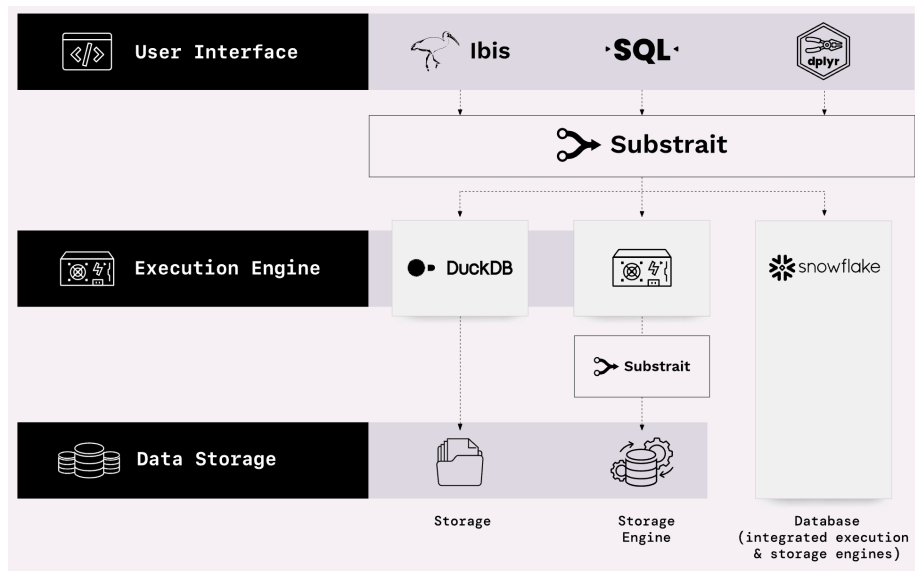 User Interface
Ibis
SQL
dplyr
Substrait
Execution Engine
DuckDB
snowflake
Substrait
Data Storage
Storage
Storage
Engine
Database
(integrated execution
& storage engines)